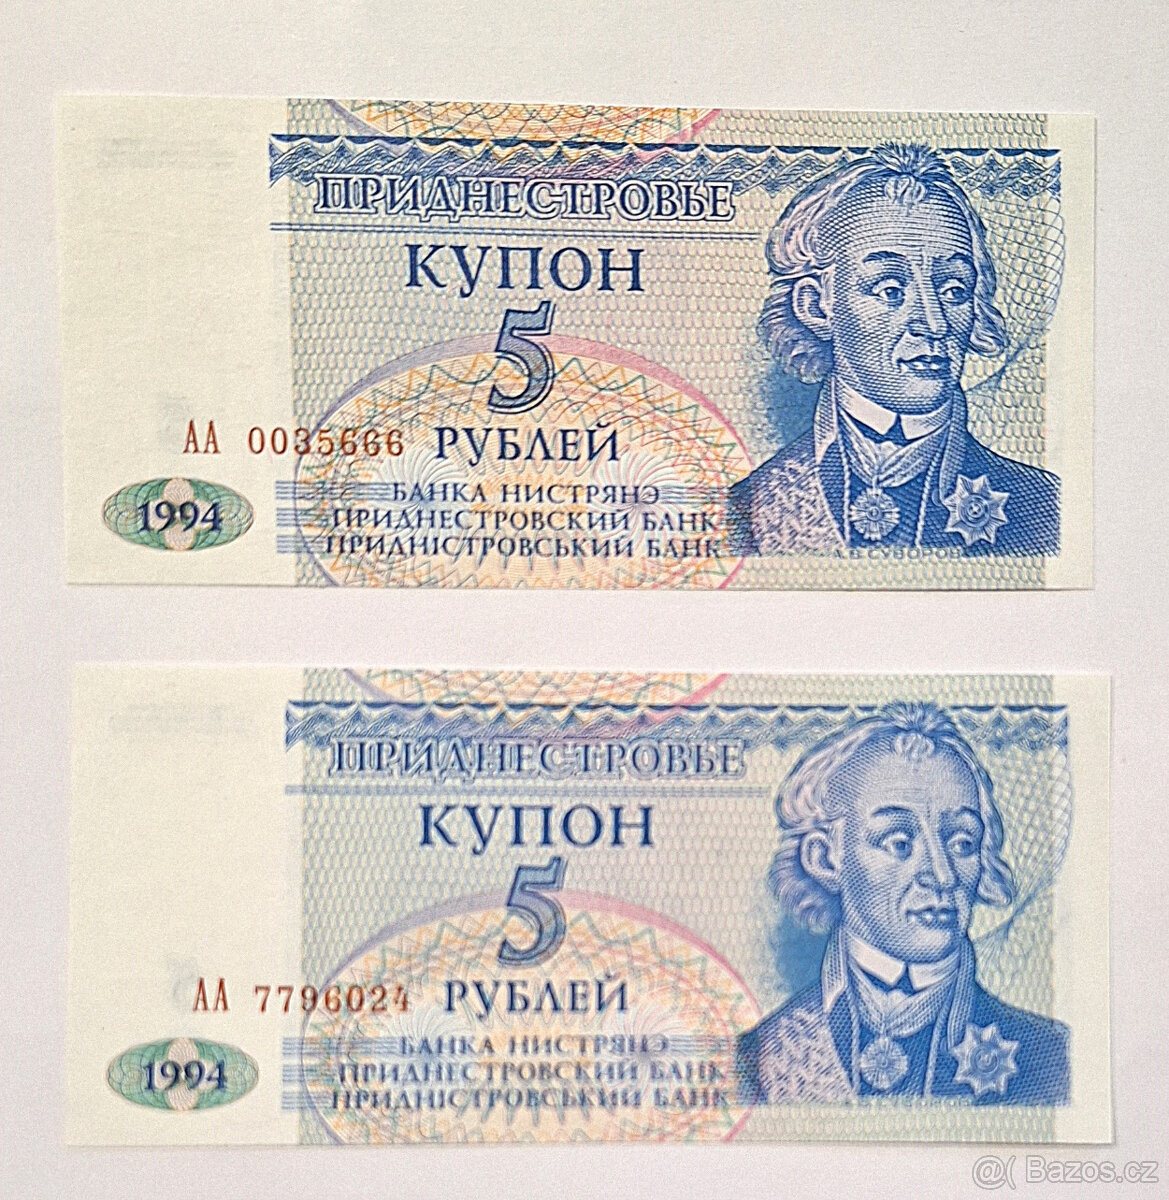 ПРИДНЕСТРОВЬЕ
КУПОН
5
РУБЛЕЙ
АА 0035666
1994
БАНКА НИСТРЯНЭ
ПРИДНЕСТРОВСКИЙ БАНК
ПРИДНІСТРОВСЬКИЙ БАНК
А.В.СУВОРОВ
ПРИДНЕСТРОВЬЕ
КУПОН
5
РУБЛЕЙ
АА 7796024
1994
БАНКА НИСТРЯНЭ
ПРИДНЕСТРОВСКИЙ БАНК
ПРИДНІСТРОВСЬКИЙ БАНК
СУВОРОВ
@( Bazos.cz